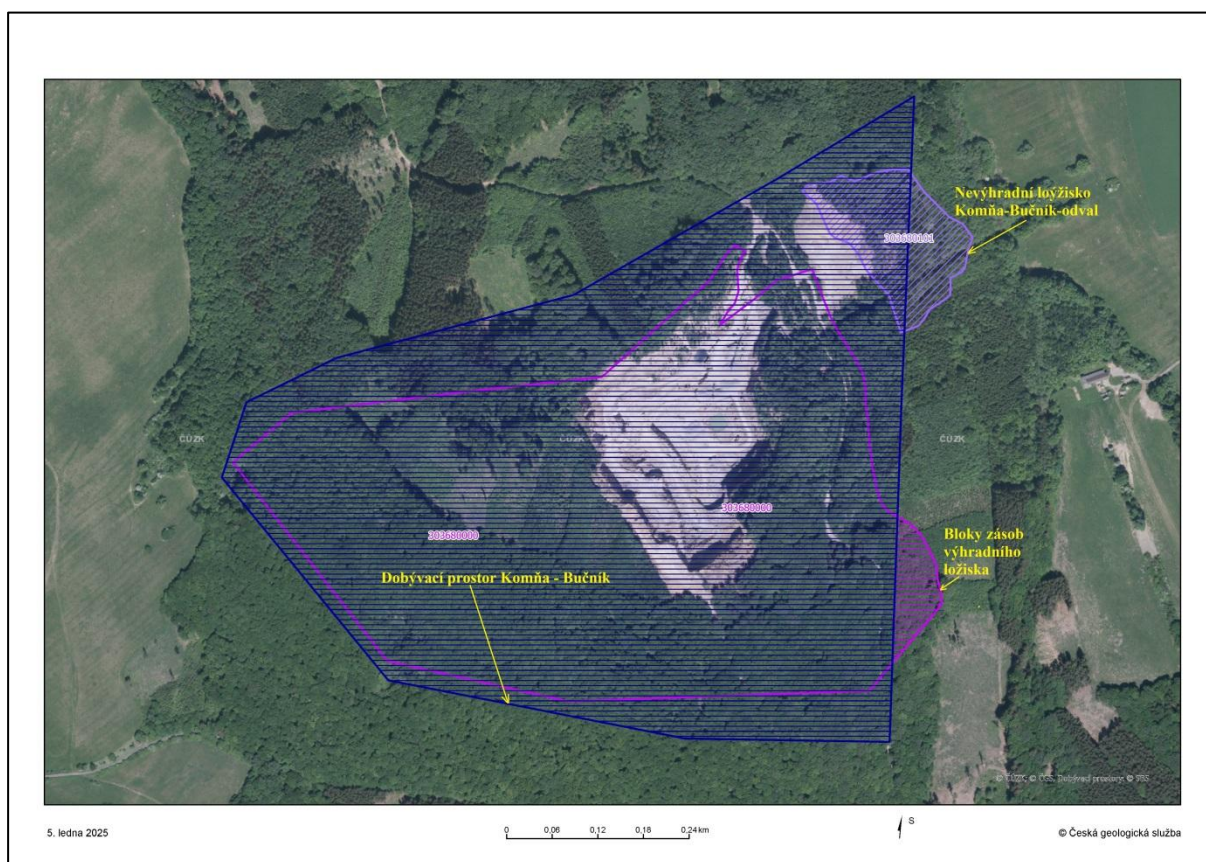 Nevýhradní loýžisko
Komňa-Bučník-odval
303680101
ČÚZK
ČÚZK
ČÚZK
303680000
303680000
Bloky zásob
výhradního
ložiska
Dobývací prostor Komňa - Bučník
© ČÚZK, © ČGS, Dobývací prostory: © SBS
5. ledna 2025
0 0,06 0,12 0,18 0,24 km
S
© Česká geologická služba